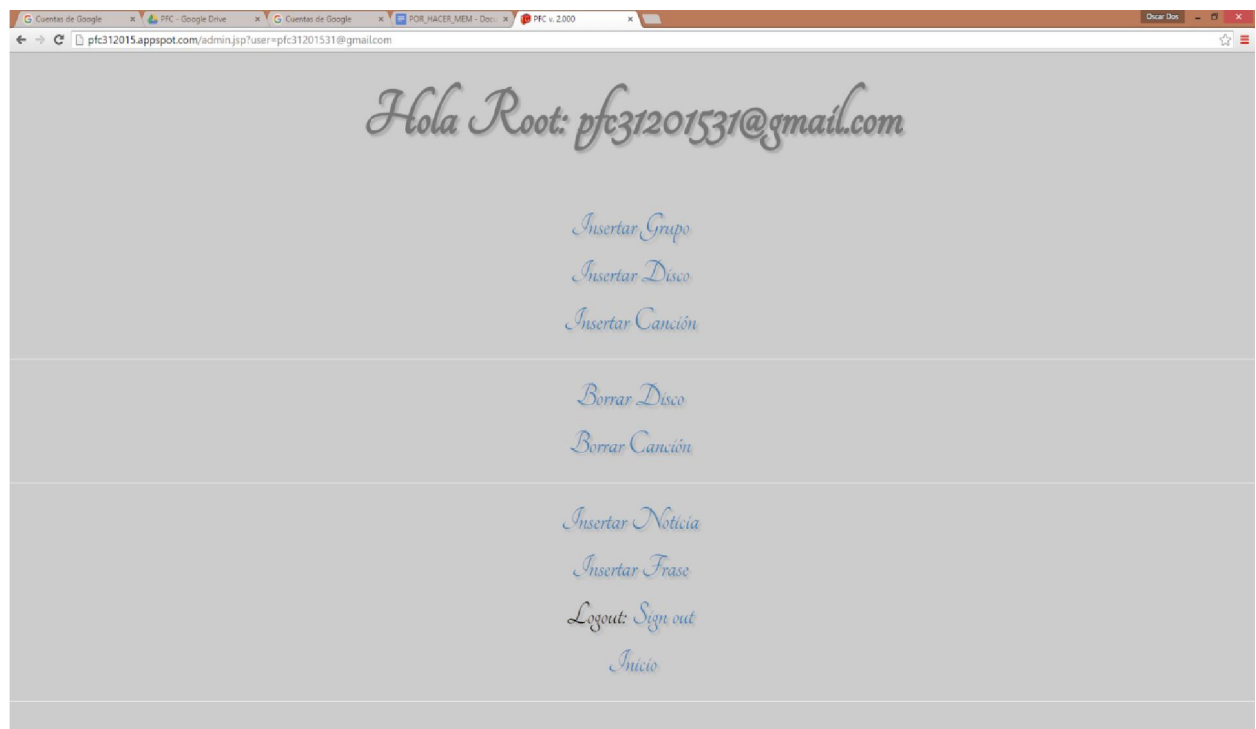 Cuentas de Google
PFC - Google Drive
Cuentas de Google
POR_HACER_MEM - Docu
PFC v. 2.000
Oscar Dos
pfc312015.appspot.com/admin.jsp?user=pfc31201531@gmail.com
Hola Root: pfc31201531@gmail.com
Insertar Grupo
Insertar Disco
Insertar Canción
Borrar Disco
Borrar Canción
Insertar Noticia
Insertar Frase
Logout: Sign out
Inicio